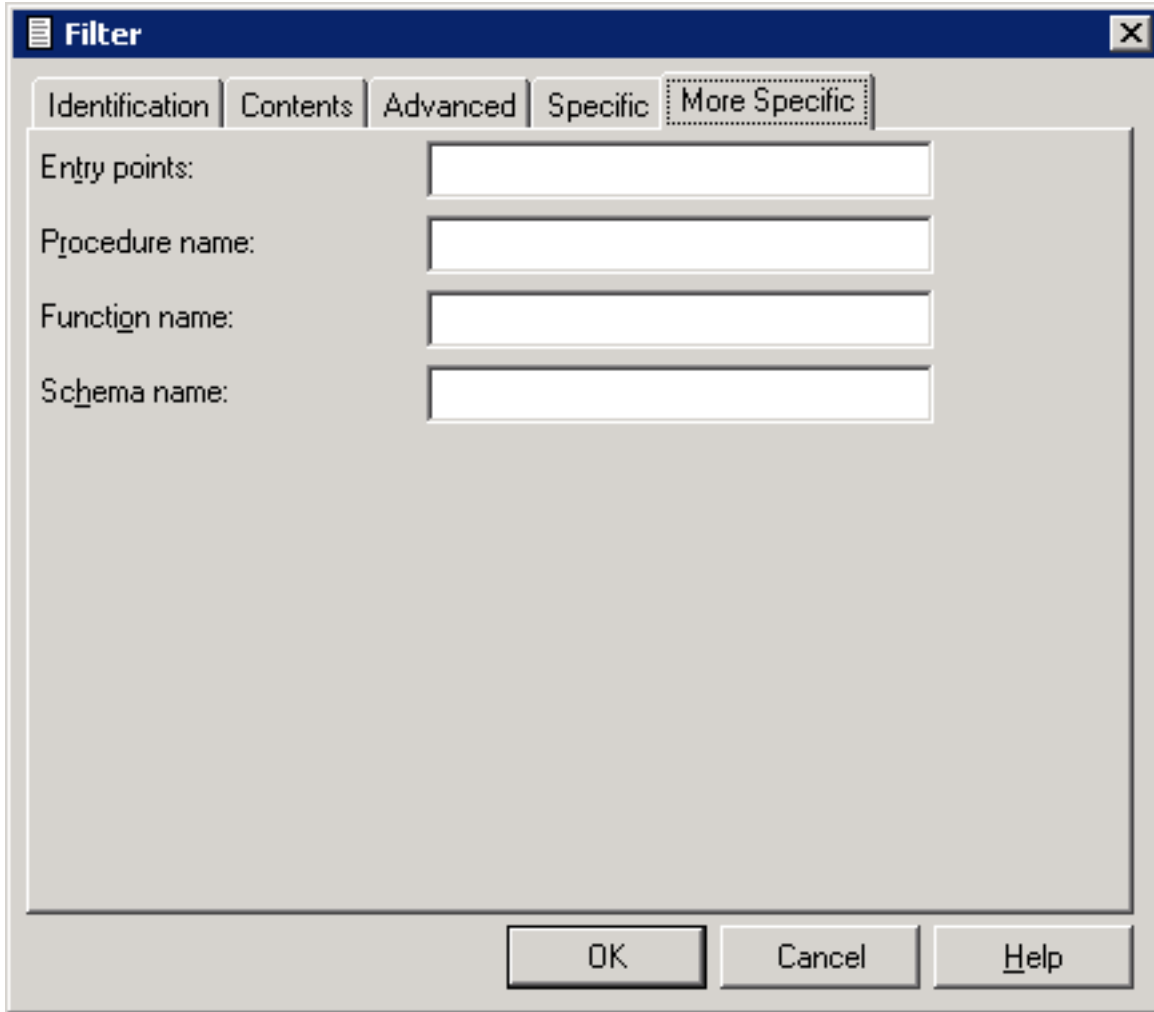 Filter
Identification Contents Advanced Specific More Specific
Entry points:
Procedure name:
Function name:
Schema name:
OK Cancel Help